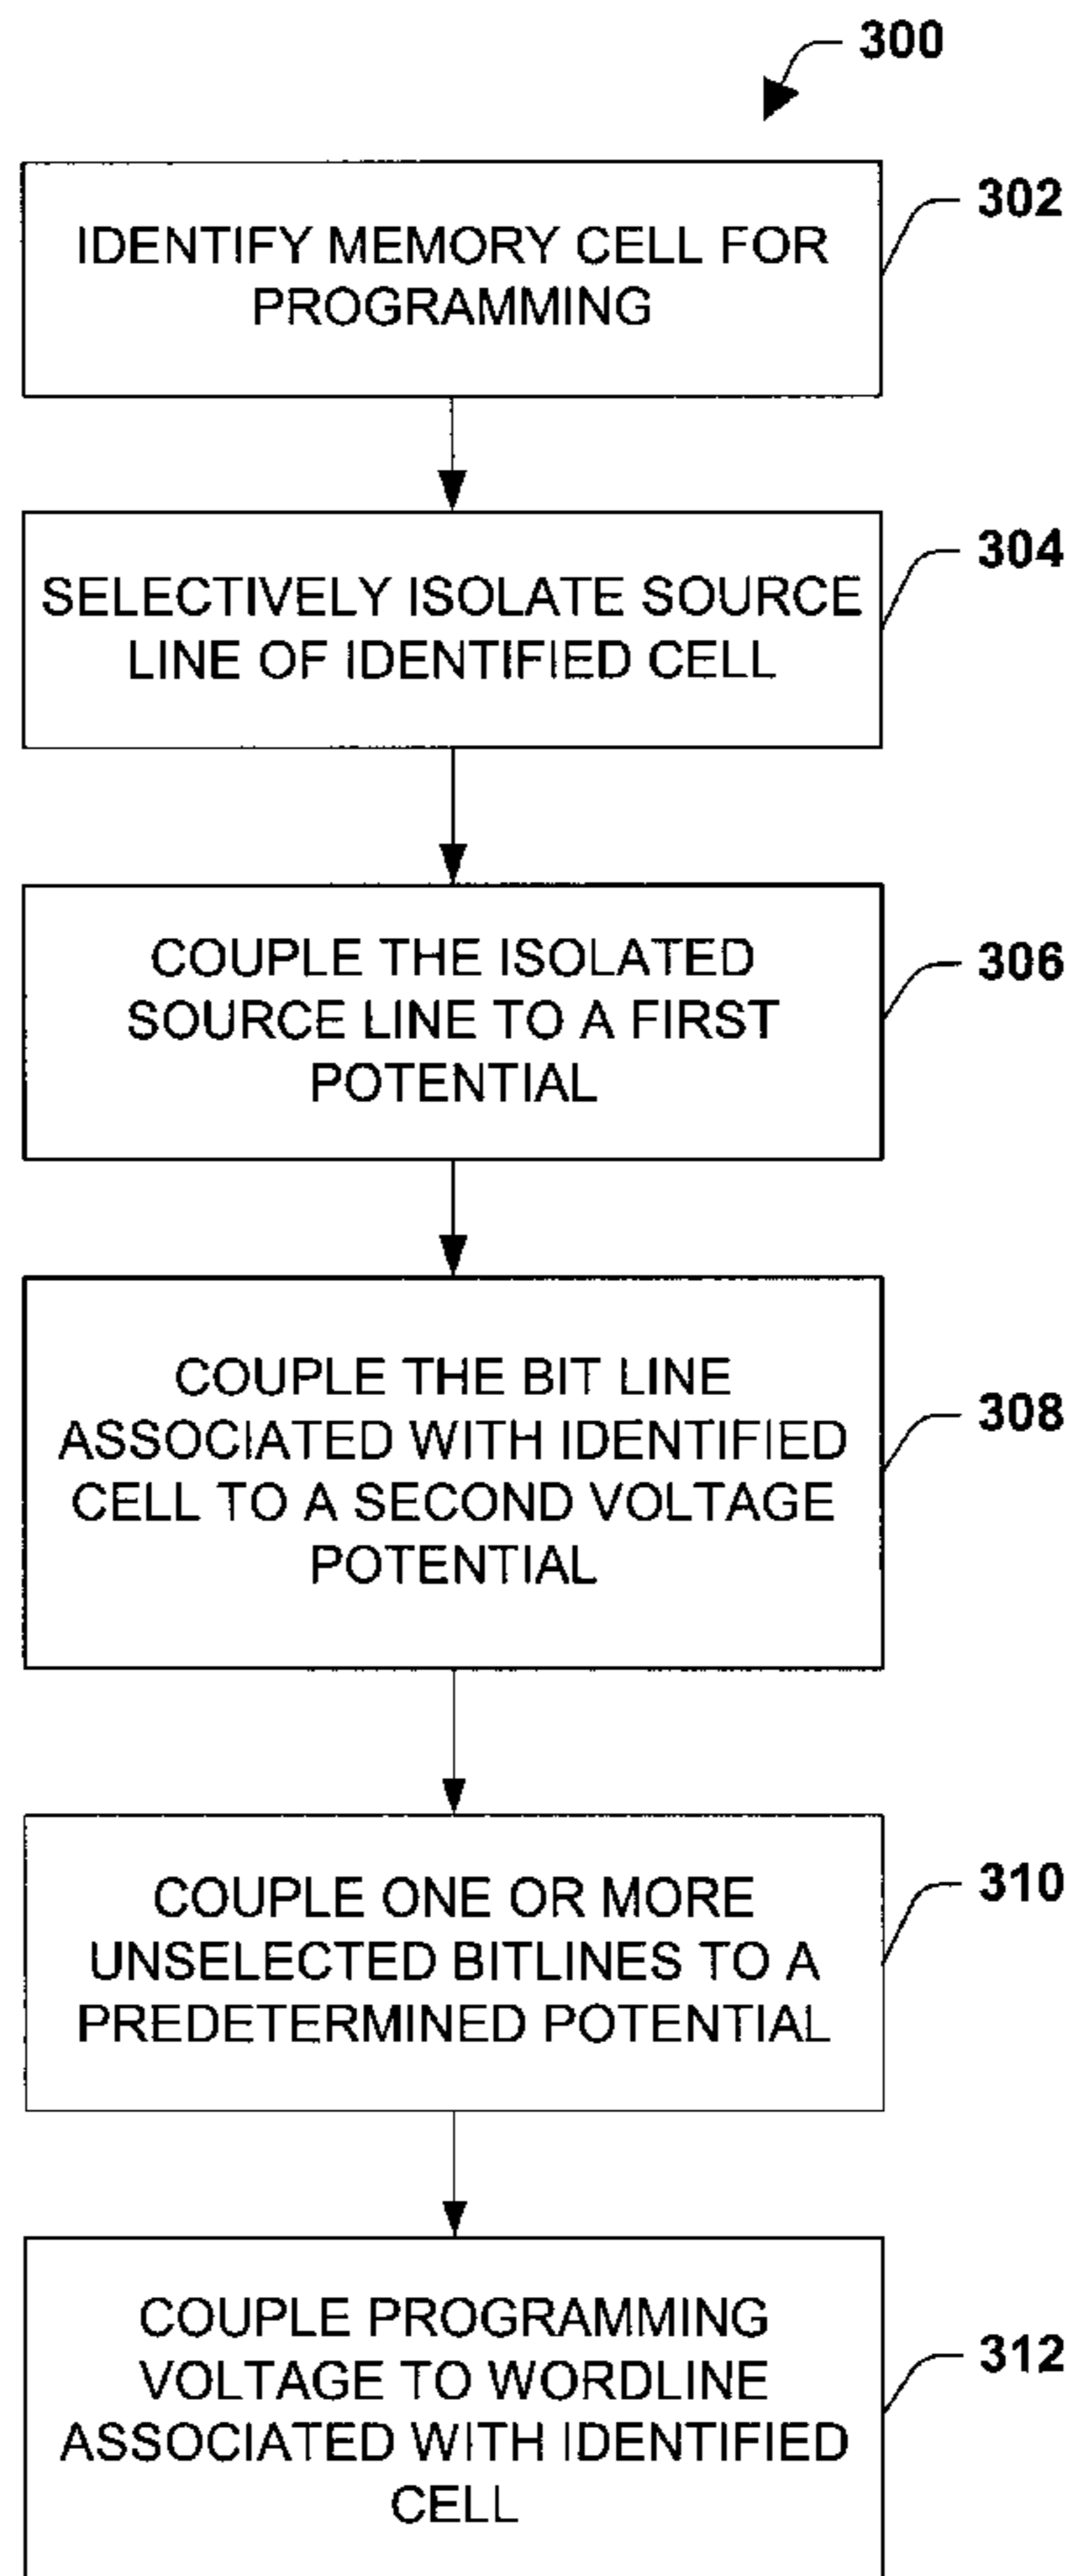 300
302
IDENTIFY MEMORY CELL FOR
PROGRAMMING
304
SELECTIVELY ISOLATE SOURCE
LINE OF IDENTIFIED CELL
306
COUPLE THE ISOLATED
SOURCE LINE TO A FIRST
POTENTIAL
308
COUPLE THE BIT LINE
ASSOCIATED WITH IDENTIFIED
CELL TO A SECOND VOLTAGE
POTENTIAL
310
COUPLE ONE OR MORE
UNSELECTED BITLINES TO A
PREDETERMINED POTENTIAL
312
COUPLE PROGRAMMING
VOLTAGE TO WORDLINE
ASSOCIATED WITH IDENTIFIED
CELL